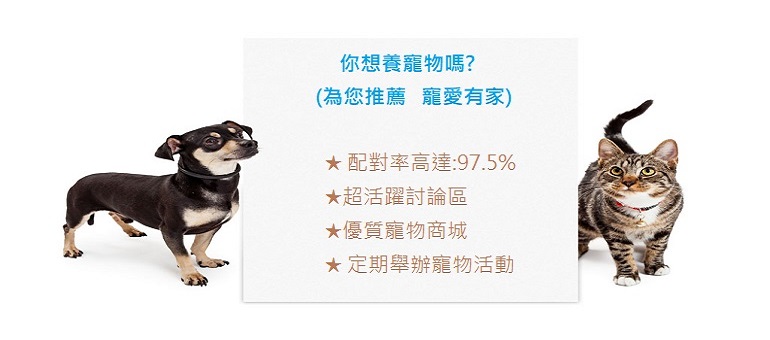 你想養寵物嗎?
(為您推薦 寵愛有家)
★ 配對率高達:97.5%
★超活躍討論區
★優質寵物商城
★ 定期舉辦寵物活動